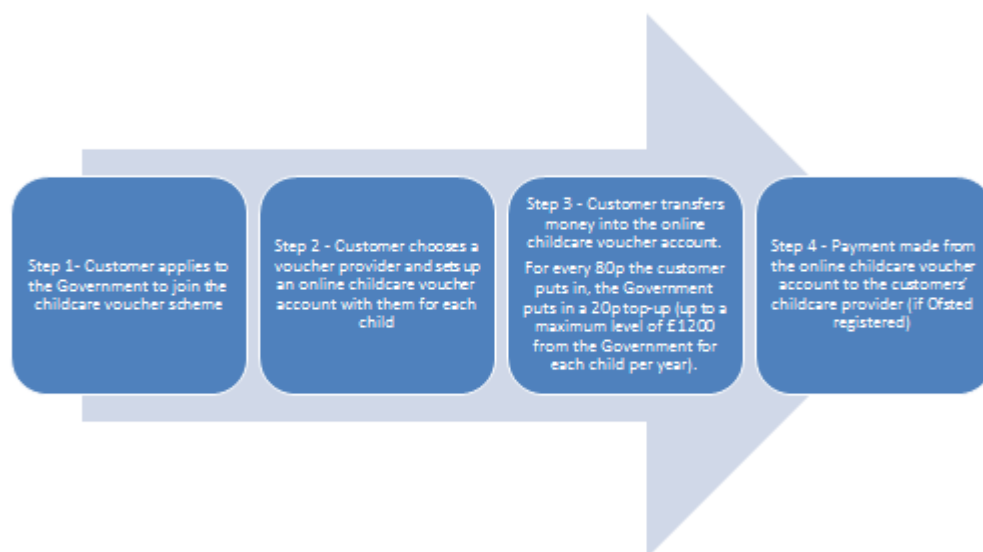 Step 1- Customer applies to
the Government to join the
childcare voucher scheme
Step 2 - Customer chooses a
voucher provider and sets up
an online childcare voucher
account with them for each
child
Step 3 - Customer transfers
money into the online
childcare voucher account.
For every 80p the customer
puts in, the Government
puts in a 20p top-up (up to a
maximum level of £1200
from the Government for
each child per year).
Step 4 - Payment made from
the online childcare voucher
account to the customers'
childcare provider (if Ofsted
registered)